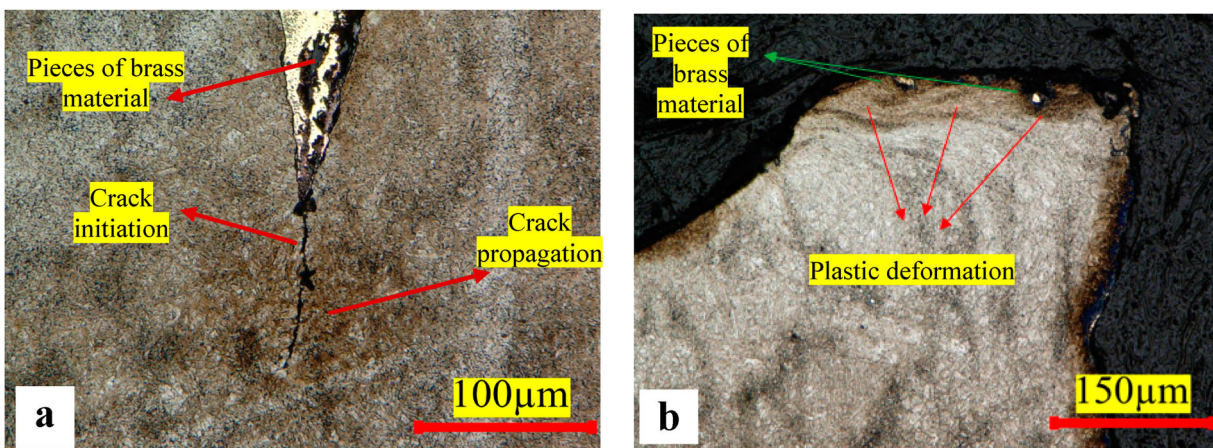 Pieces of brass
material
Crack
initiation
Crack
propagation
100µm
a
Pieces of
brass
material
Plastic deformation
150µm
b